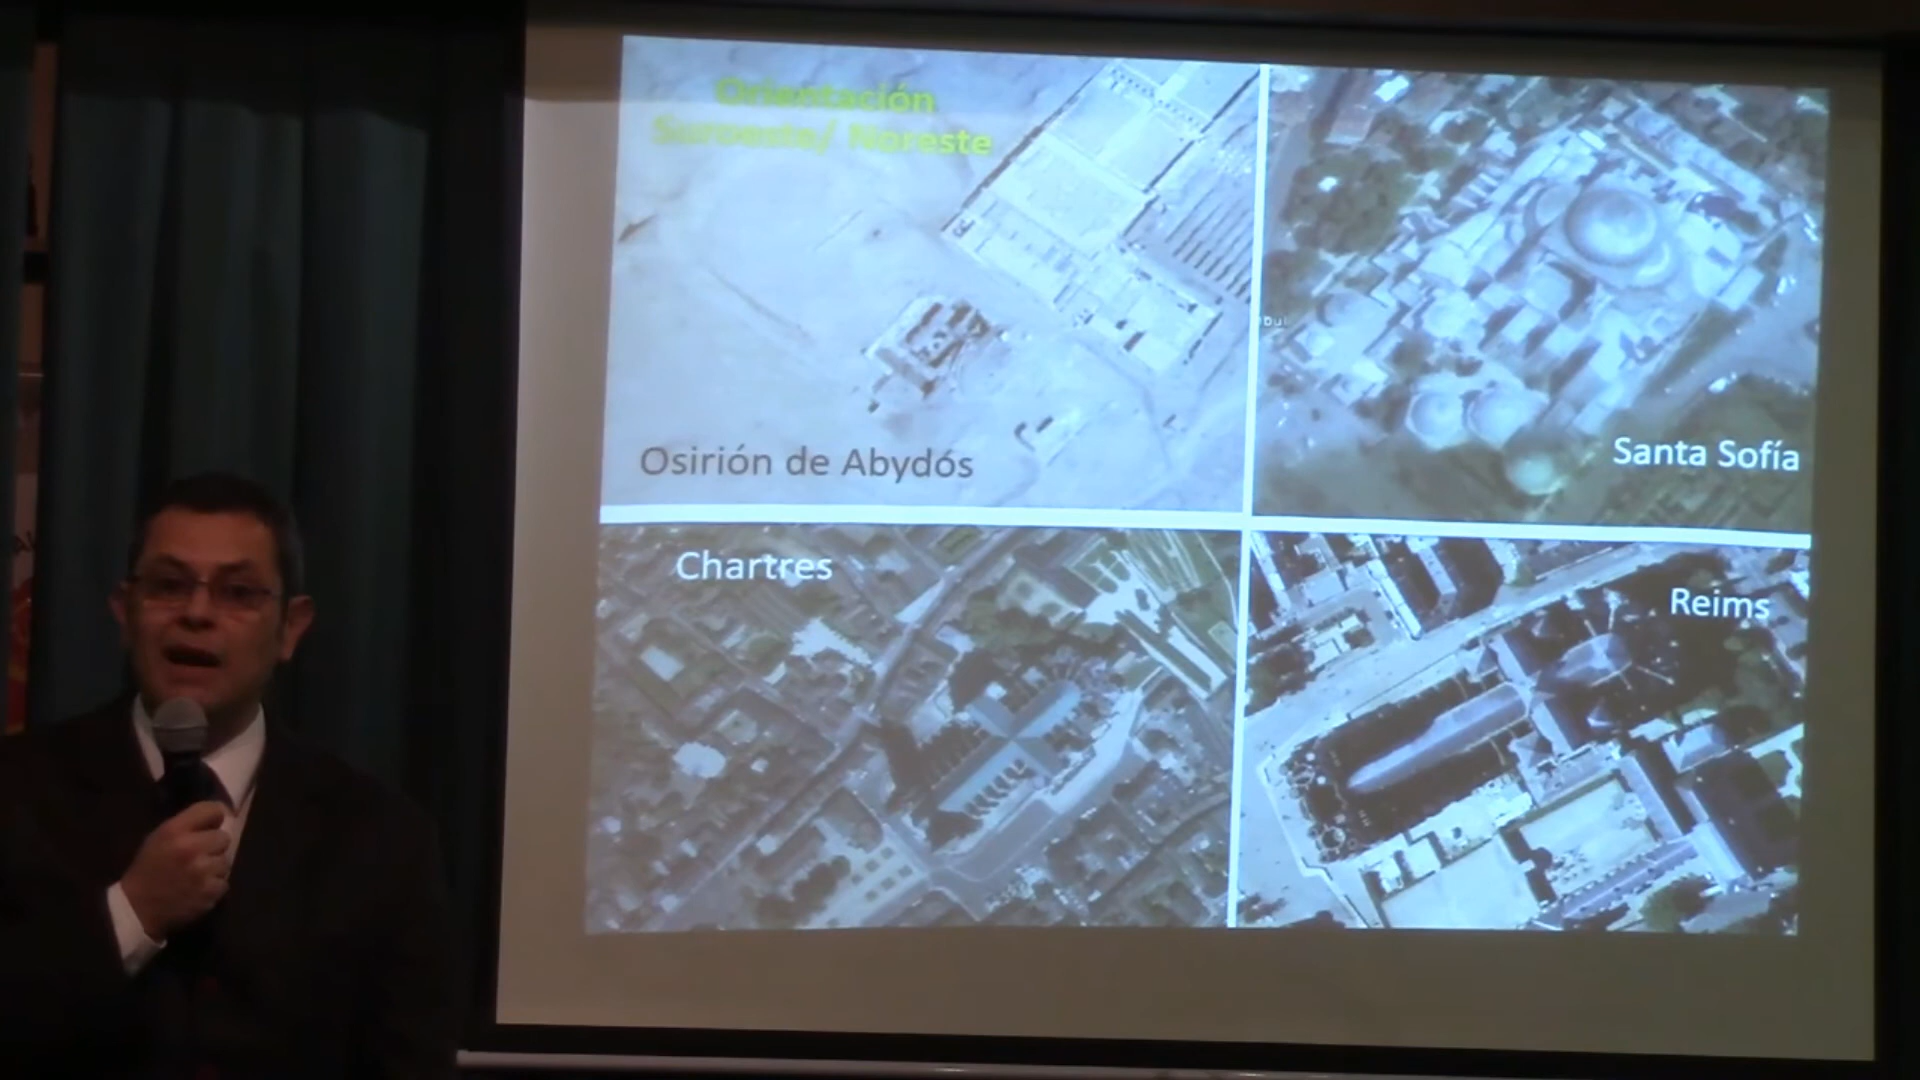 Orientación
Suroeste/ Noreste
Osirión de Abydós
Santa Sofía
Chartres
Reims